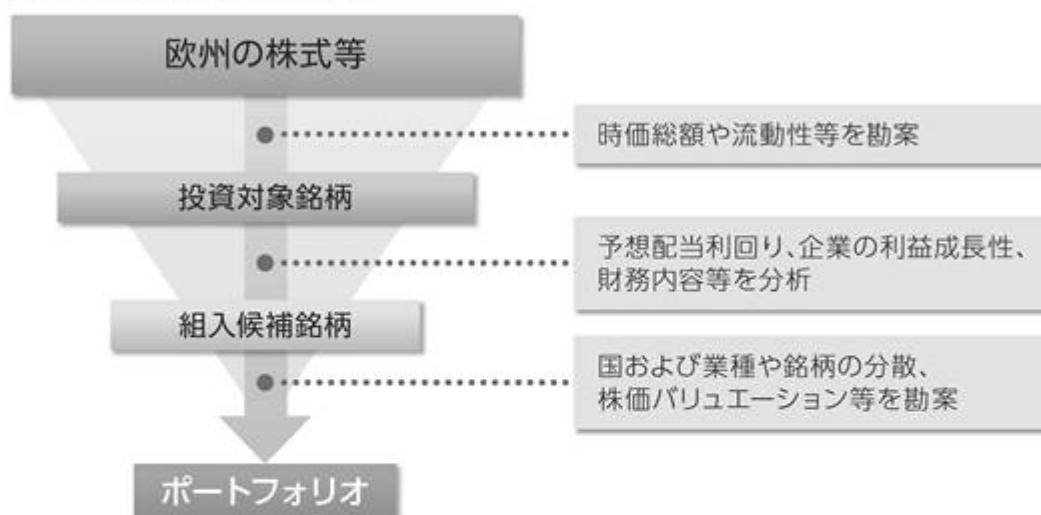 欧州の株式等
時価総額や流動性等を勘案
投資対象銘柄
予想配当利回り、企業の利益成長性、
財務内容等を分析
組入候補銘柄
国および業種や銘柄の分散、
株価バリュエーション等を勘案
ポートフォリオ